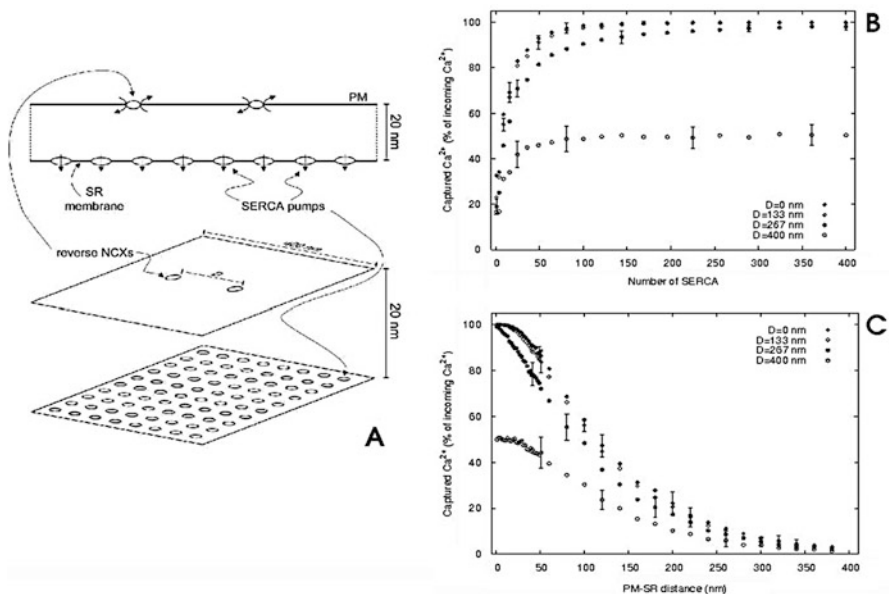 PM
20 nm
SR
membrane
SERCA pumps
reverse NCXs
20 nm
A
B
Captured Ca²⁺ (% of incoming Ca²⁺)
100
80
60
40
20
0
D=0 nm
D=133 nm
D=267 nm
D=400 nm
0 50 100 150 200 250 300 350 400
Number of SERCA
C
Captured Ca²⁺ (% of incoming Ca²⁺)
100
80
60
40
20
0
D=0 nm
D=133 nm
D=267 nm
D=400 nm
0 50 100 150 200 250 300 350 400
PM-SR distance (nm)